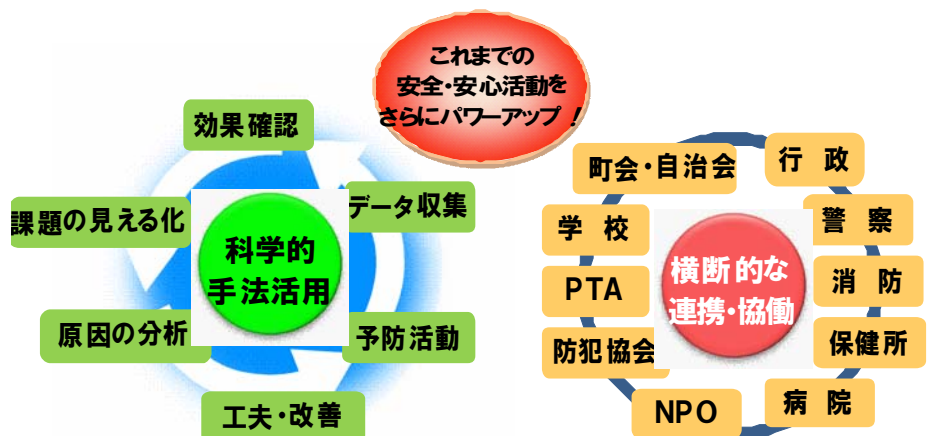 これまでの
安全・安心活動を
さらにパワーアップ！
効果確認
データ収集
課題の見える化
科学的
手法活用
原因の分析
予防活動
工夫・改善
町会・自治会
行 政
学 校
警 察
PTA
横断的な
連携・協働
消 防
防犯協会
保健所
NPO
病 院